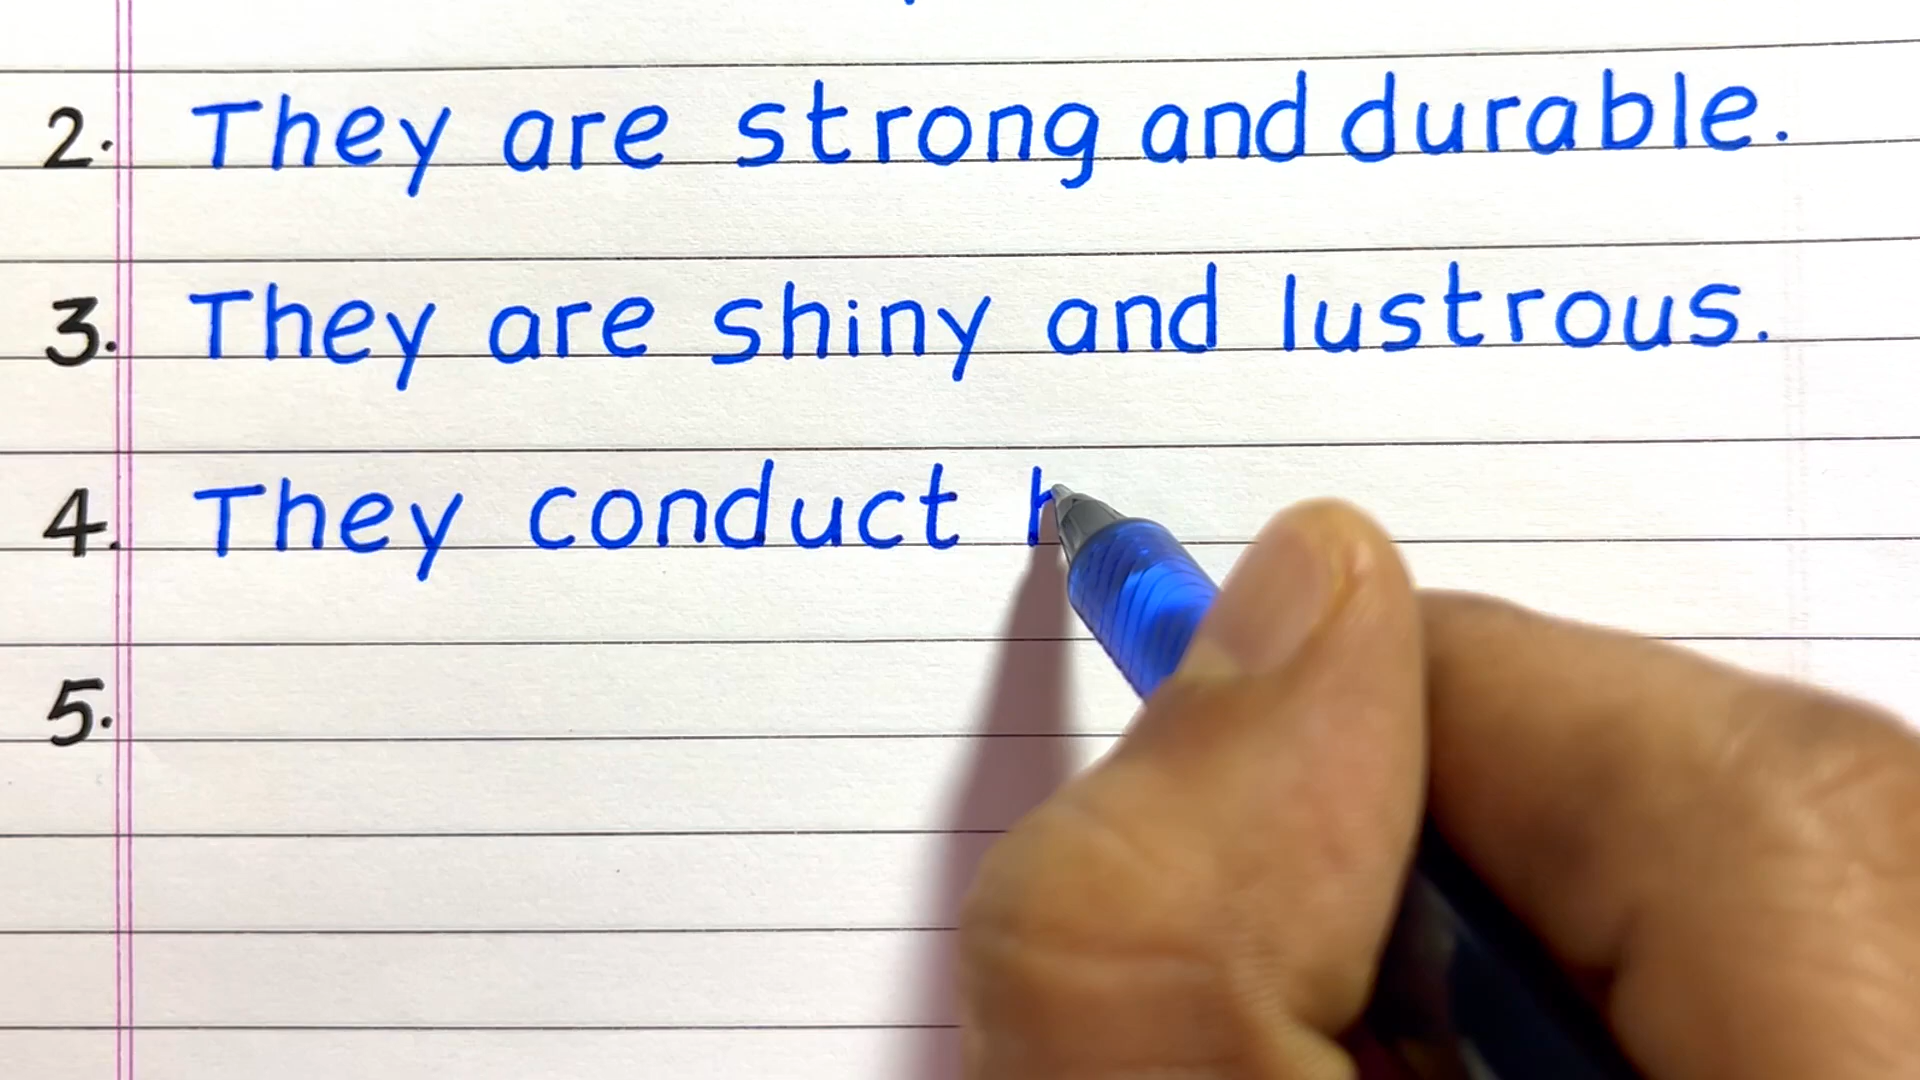 2. They are strong and durable.
3. They are shiny and lustrous.
4. They conduct
5.